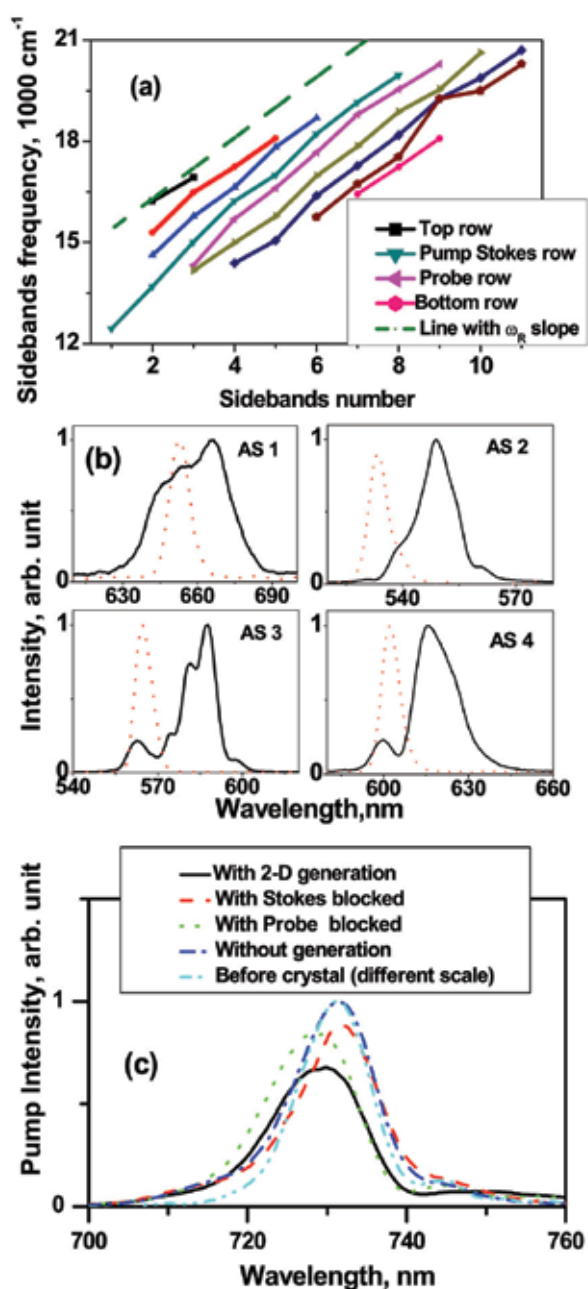 Sidebands frequency, 1000 cm⁻¹
21
18
15
12
(a)
Top row
Pump Stokes row
Probe row
Bottom row
Line with ωR slope
2
4
6
8
10
Sidebands number
Intensity, arb. unit
(b)
1
0
AS 1
630
660
690
AS 2
540
570
1
0
AS 3
540
570
600
AS 4
600
630
660
Wavelength,nm
With 2-D generation
With Stokes blocked
With Probe blocked
Without generation
Before crystal (different scale)
Pump Intensity, arb. unit
1
0
(c)
700
720
740
760
Wavelength, nm